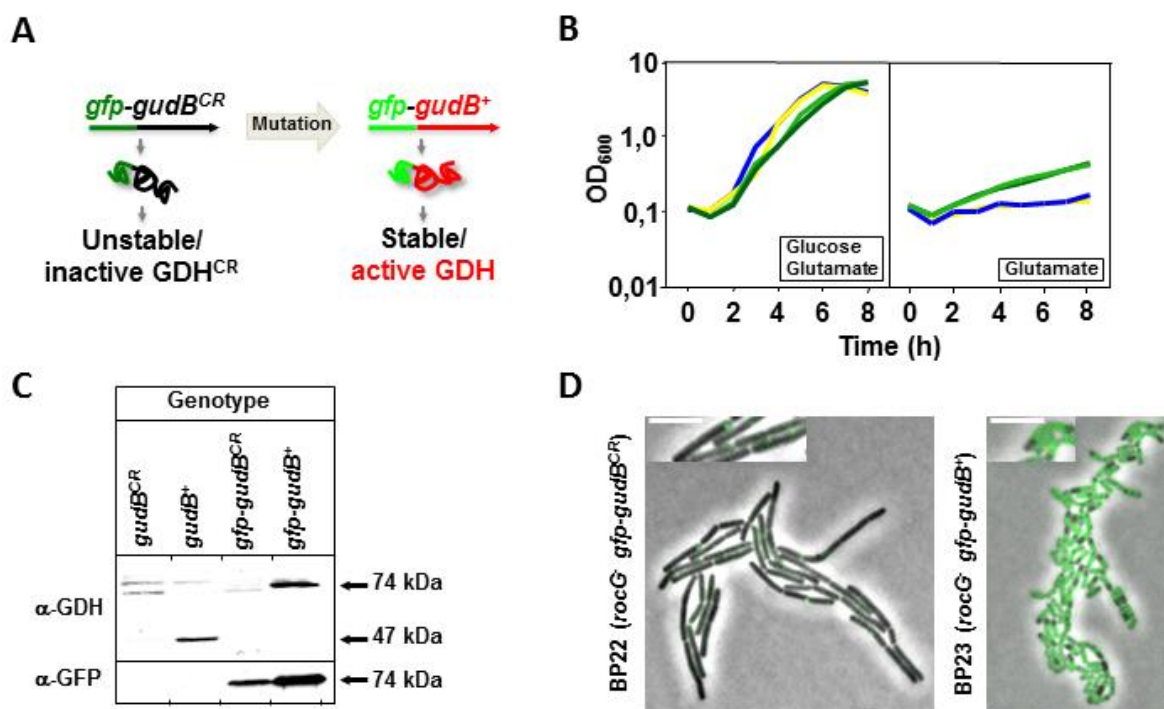 A
gfp-gudB^CR
Mutation
gfp-gudB⁺
Unstable/
inactive GDH^CR
Stable/
active GDH
B
OD₆₀₀
10
1,0
0,1
0,01
Glucose
Glutamate
Glutamate
0 2 4 6 8 0 2 4 6 8
Time (h)
C
Genotype
gudB^CR
gudB⁺
gfp-gudB^CR
gfp-gudB⁺
α-GDH
74 kDa
47 kDa
α-GFP
74 kDa
D
BP22 (rocG⁻ gfp-gudB^CR)
BP23 (rocG⁻ gfp-gudB⁺)